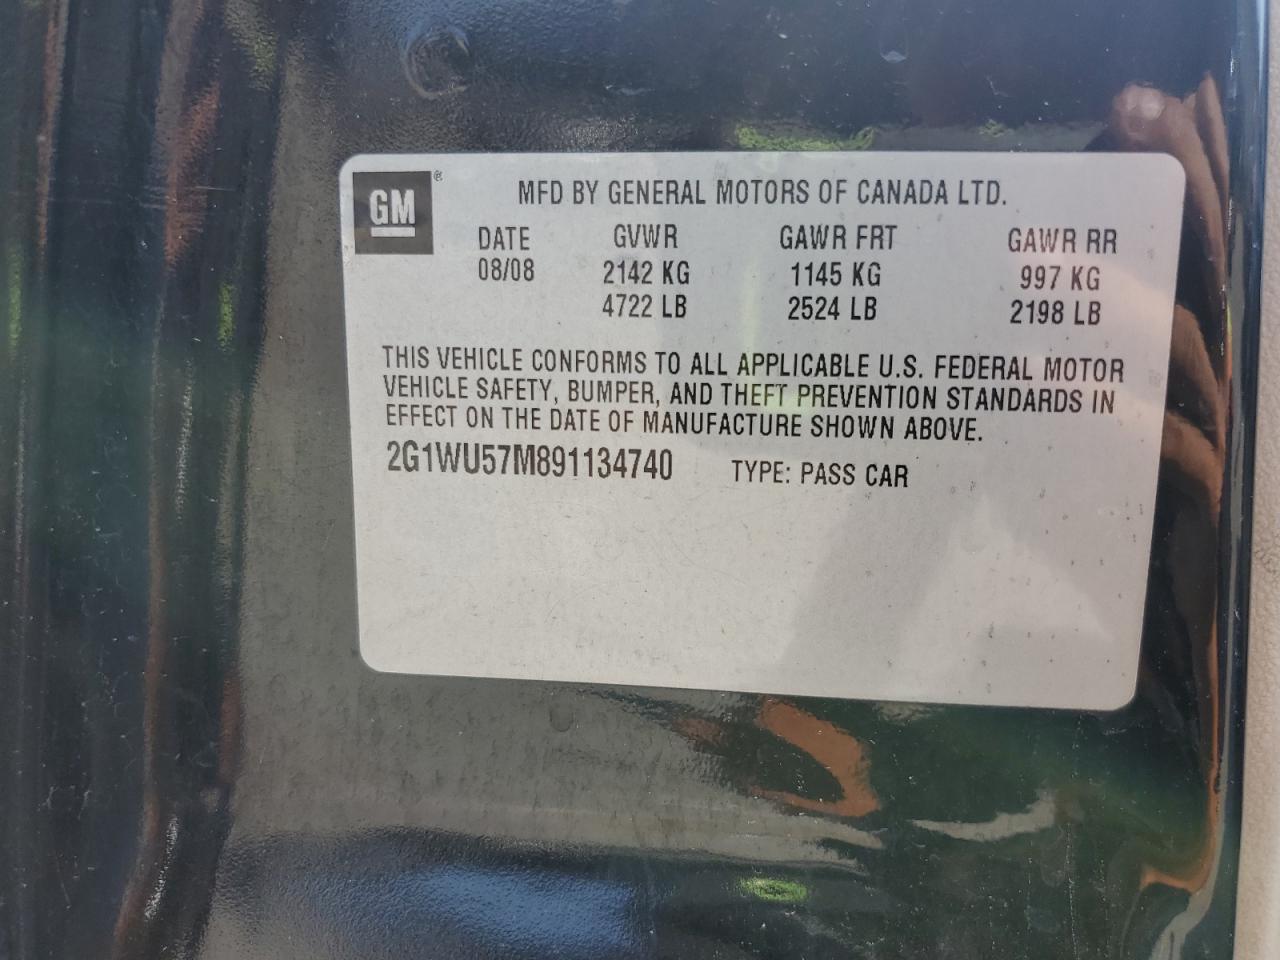 GM ®
MFD BY GENERAL MOTORS OF CANADA LTD.
DATE GVWR GAWR FRT GAWR RR
08/08 2142 KG 1145 KG 997 KG
4722 LB 2524 LB 2198 LB
THIS VEHICLE CONFORMS TO ALL APPLICABLE U.S. FEDERAL MOTOR
VEHICLE SAFETY, BUMPER, AND THEFT PREVENTION STANDARDS IN
EFFECT ON THE DATE OF MANUFACTURE SHOWN ABOVE.
2G1WU57M891134740 TYPE: PASS CAR